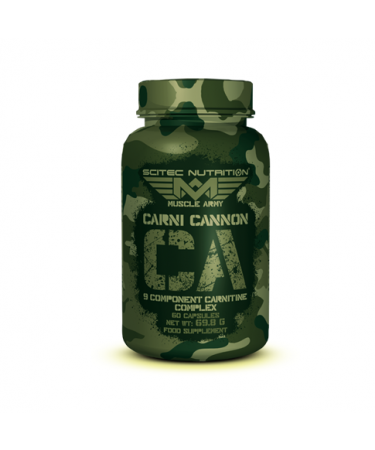 SCITEC NUTRITION
MUSCLE ARMY
CARNI CANNON
CA
9 COMPONENT CARNITINE
COMPLEX
60 CAPSULES
NET WT: 69.8 G
FOOD SUPPLEMENT